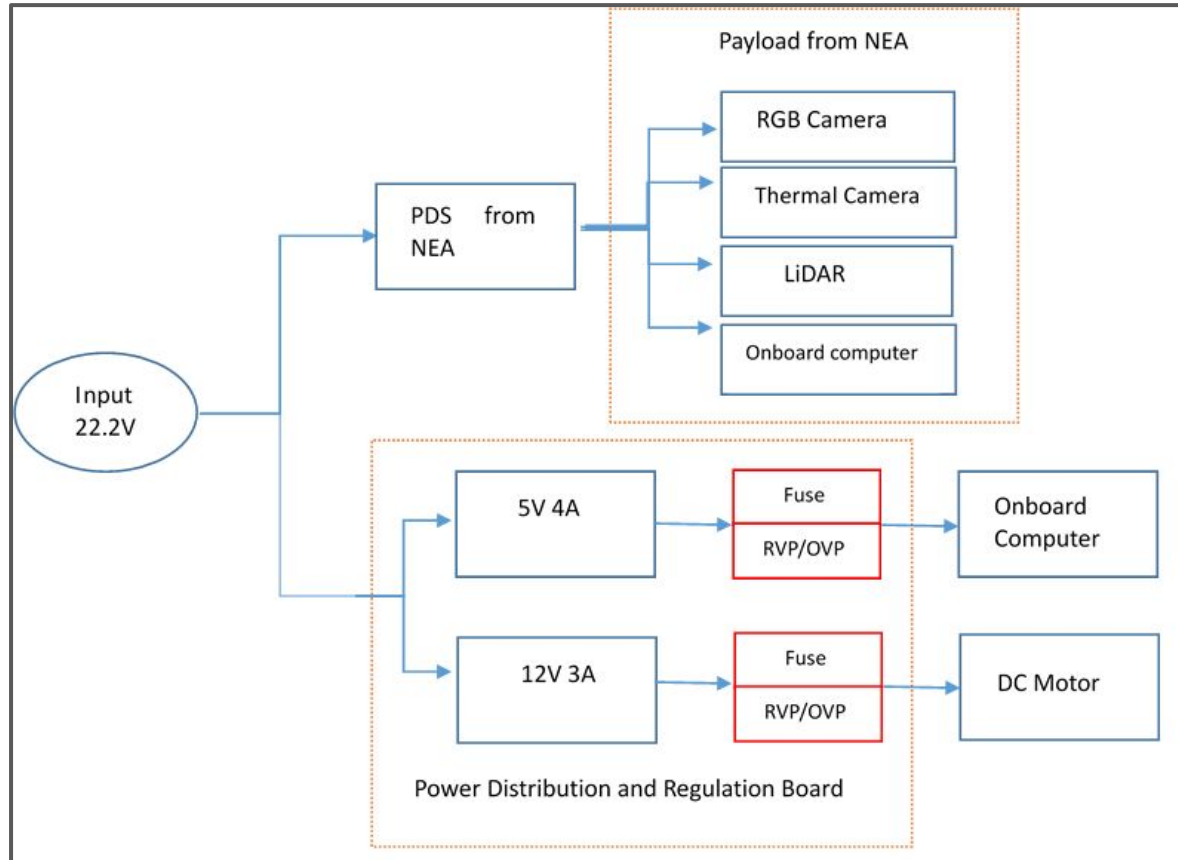 Payload from NEA
RGB Camera
Thermal Camera
LiDAR
Onboard computer
PDS from
NEA
Input
22.2V
5V 4A
Fuse
RVP/OVP
Onboard
Computer
12V 3A
Fuse
RVP/OVP
DC Motor
Power Distribution and Regulation Board